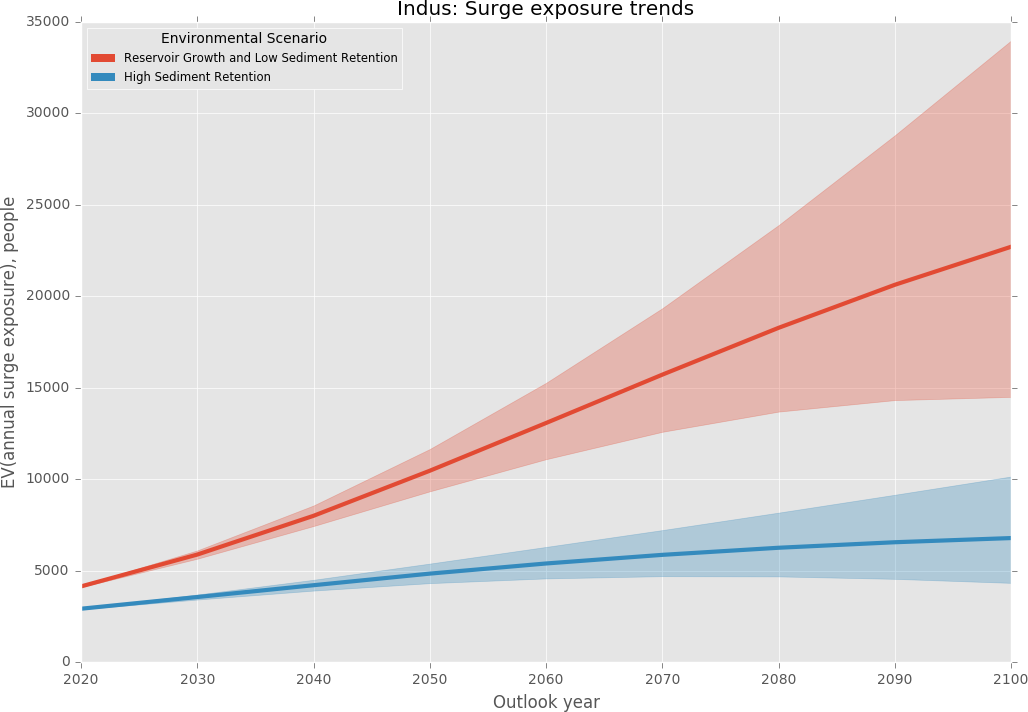 Indus: Surge exposure trends
Environmental Scenario
Reservoir Growth and Low Sediment Retention
High Sediment Retention
EV(annual surge exposure), people
35000
30000
25000
20000
15000
10000
5000
0
2020 2030 2040 2050 2060 2070 2080 2090 2100
Outlook year